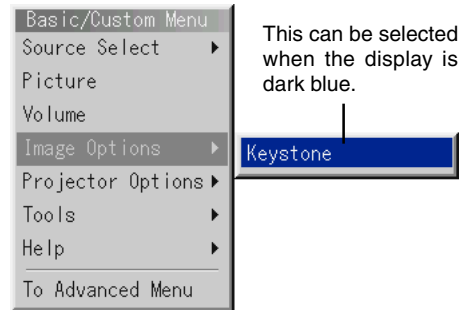 Basic/Custom Menu
Source Select
Picture
Volume
Image Options
Projector Options
Tools
Help
To Advanced Menu
This can be selected
when the display is
dark blue.
Keystone